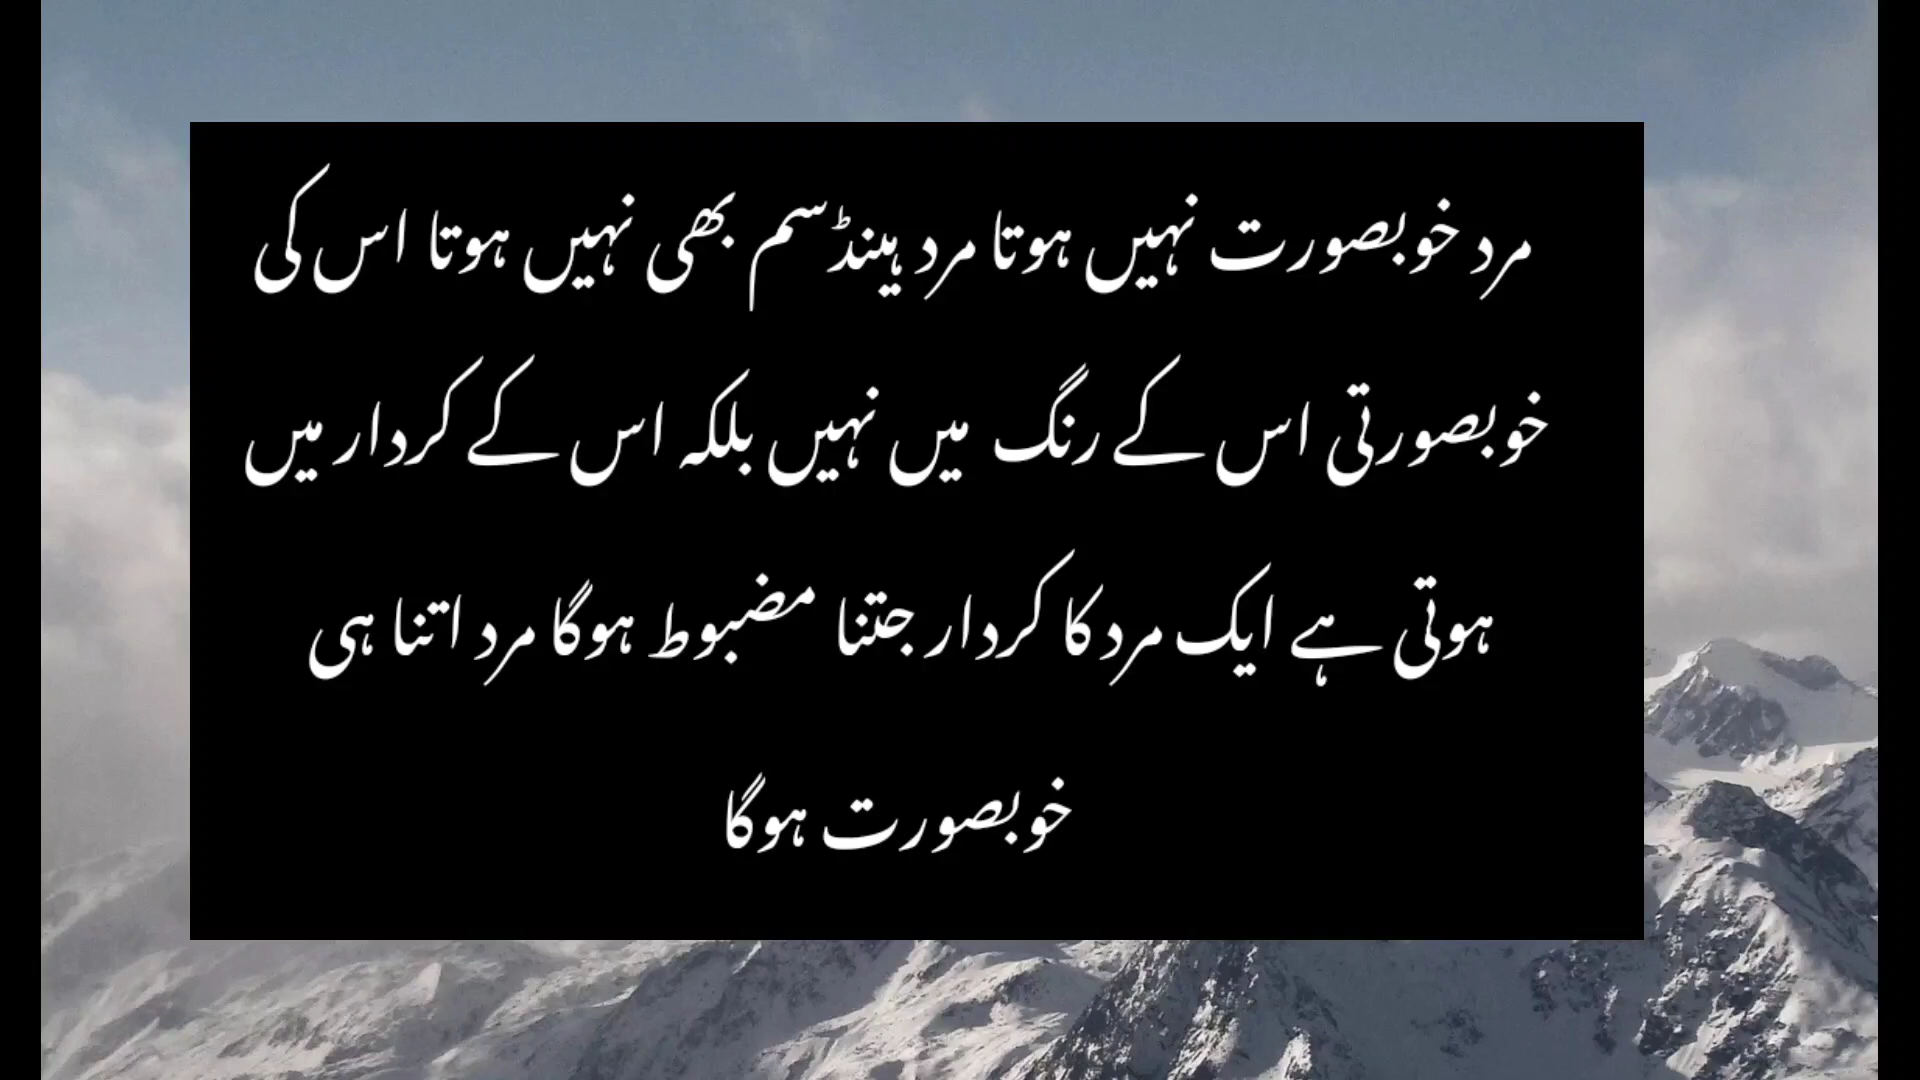 مرد خوبصورت نہیں ہوتا مرد ہینڈسم بھی نہیں ہوتا اس کی
خوبصورتی اس کے رنگ میں نہیں بلکہ اس کے کردار میں
ہوتی ہے ایک مرد کا کردار جتنا مضبوط ہوگا مرد اتنا ہی
خوبصورت ہوگا